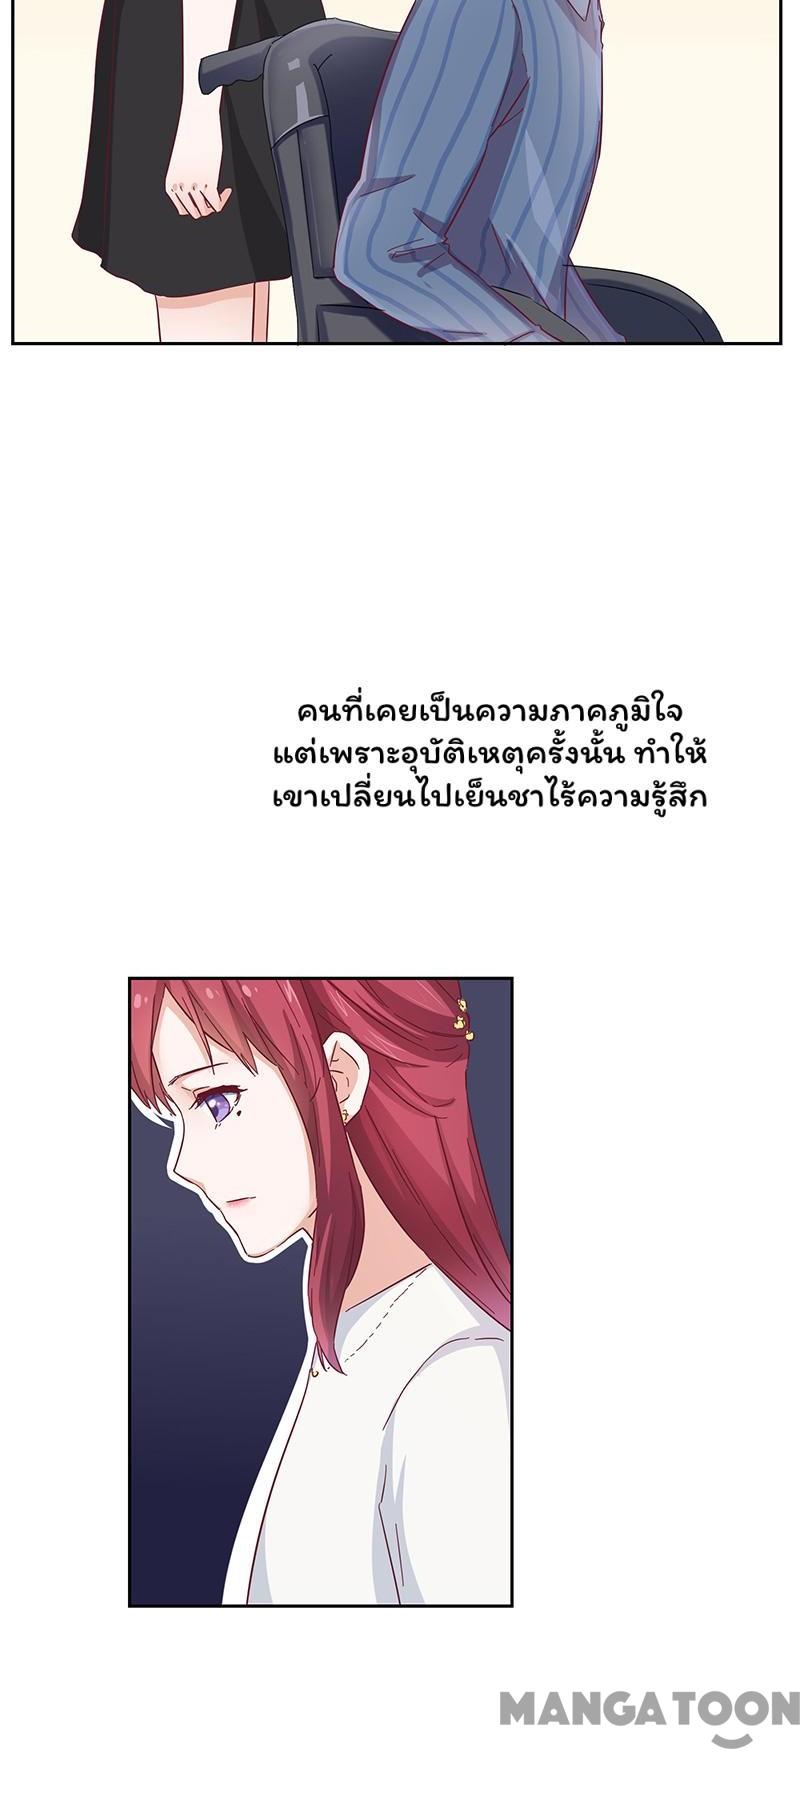 คนที่เคยเป็นความภาคภูมิใจ
แต่เพราะอุบัติเหตุครั้งนั้น ทำให้
เขาเปลี่ยนไปเย็นชาไร้ความรู้สึก
MANGATOON